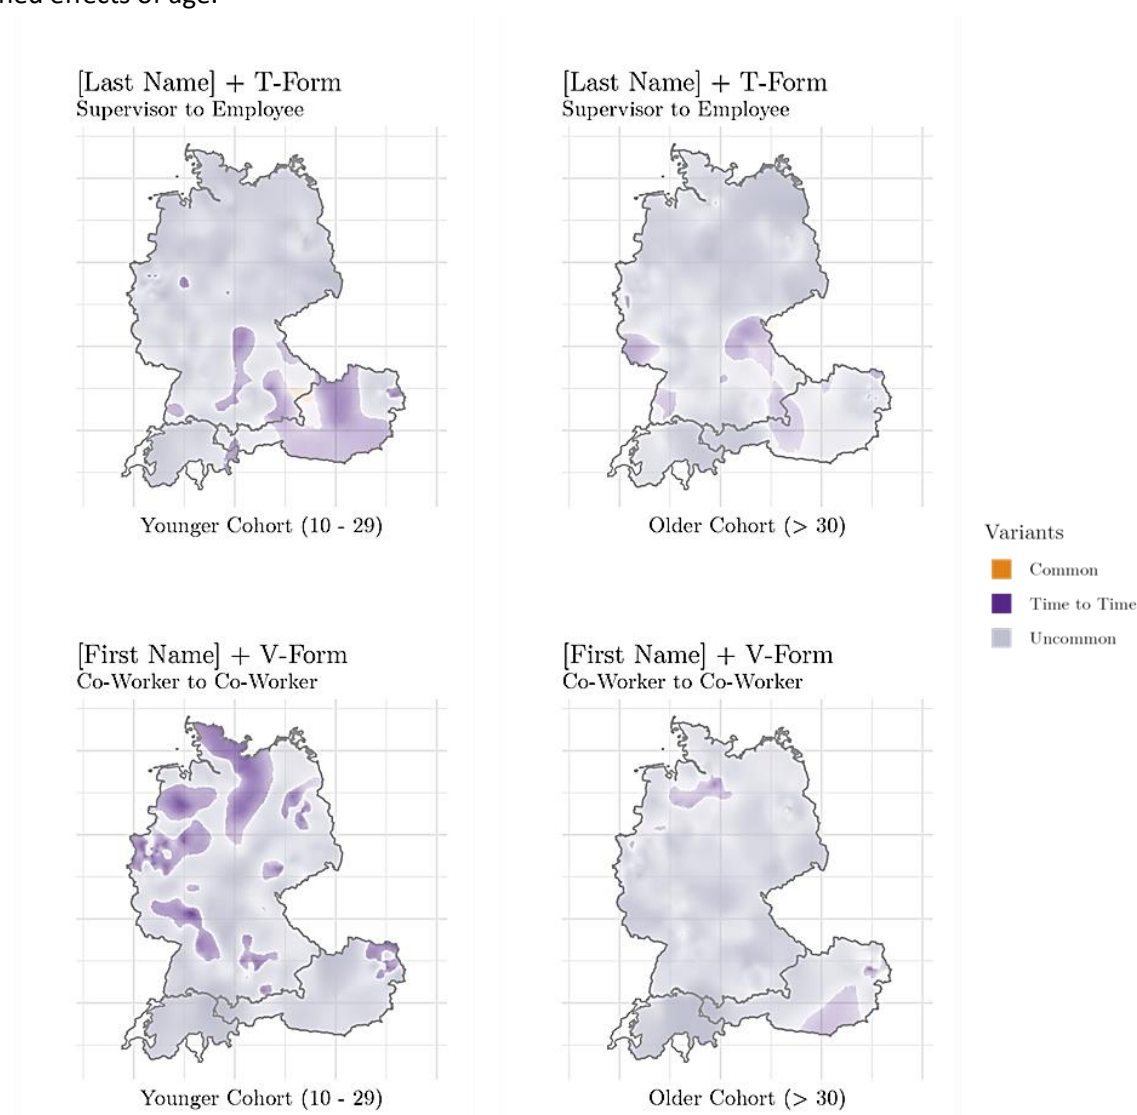 effects of age.
[Last Name] + T-Form
Supervisor to Employee
[Last Name] + T-Form
Supervisor to Employee
Younger Cohort (10 - 29)
Older Cohort (> 30)
Variants
Common
Time to Time
Uncommon
[First Name] + V-Form
Co-Worker to Co-Worker
[First Name] + V-Form
Co-Worker to Co-Worker
Younger Cohort (10 - 29)
Older Cohort (> 30)